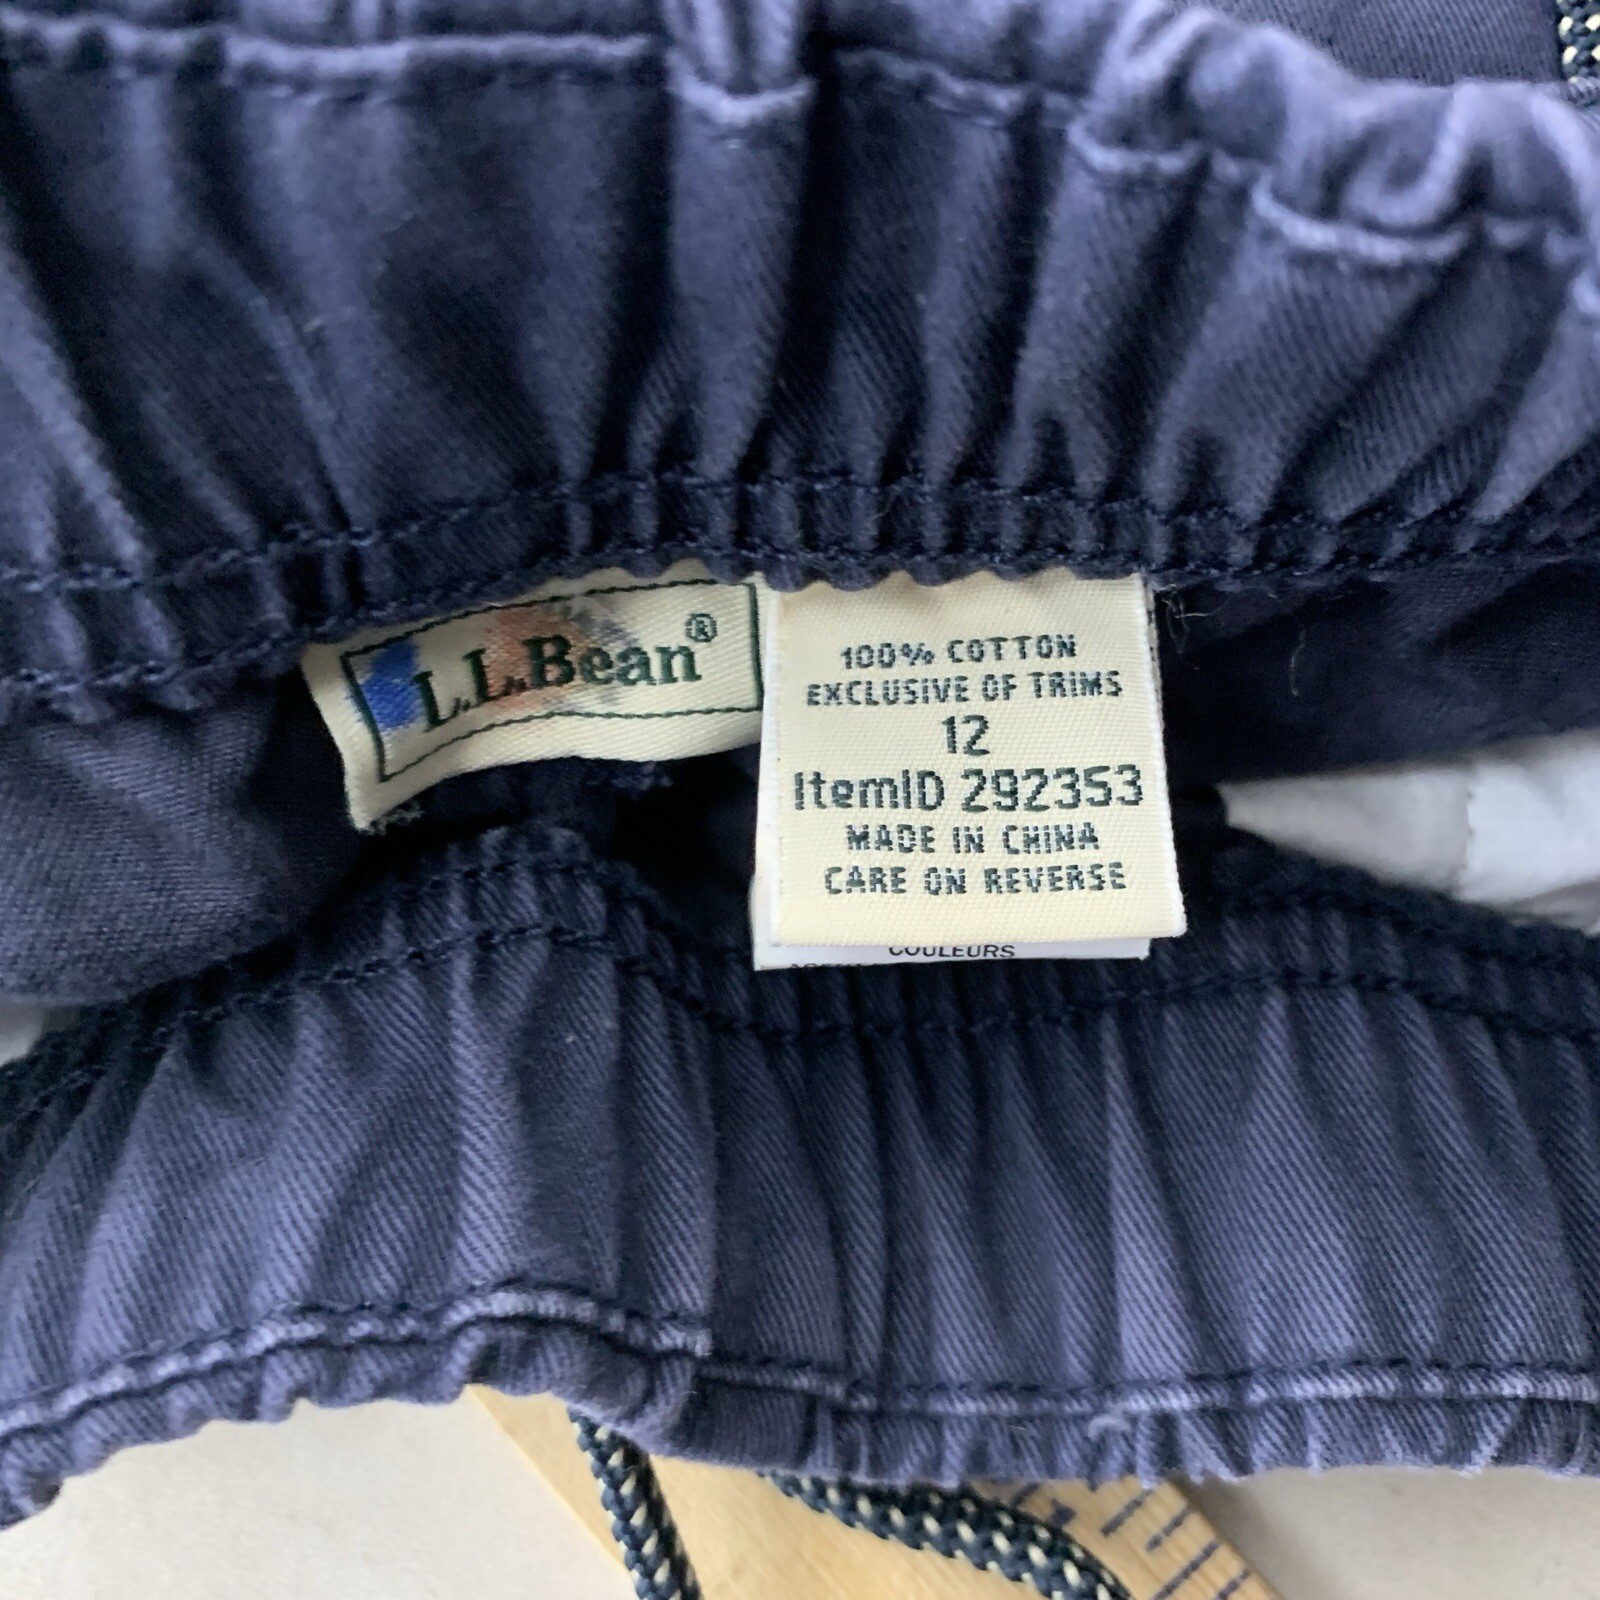 L.L.Bean®
100% COTTON
EXCLUSIVE OF TRIMS
12
ItemID 292353
MADE IN CHINA
CARE ON REVERSE
COULEURS